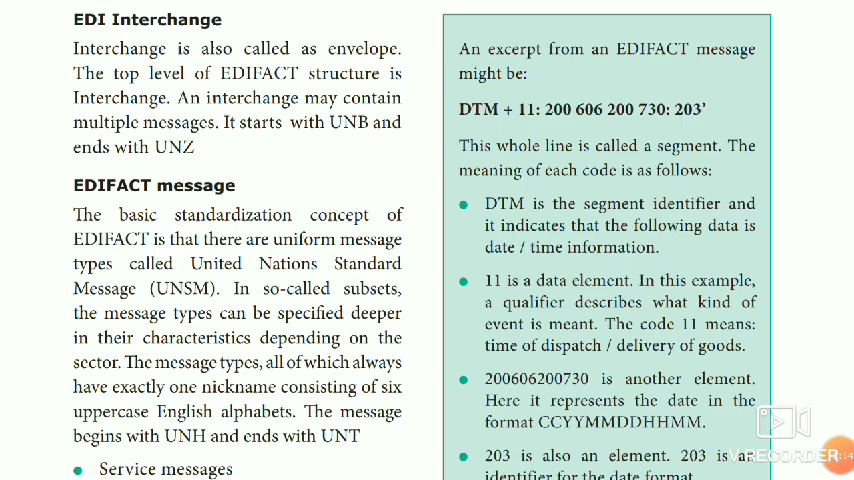 EDI Interchange
Interchange is also called as envelope.
The top level of EDIFACT structure is
Interchange. An interchange may contain
multiple messages. It starts with UNB and
ends with UNZ
EDIFACT message
The basic standardization concept of
EDIFACT is that there are uniform message
types called United Nations Standard
Message (UNSM). In so-called subsets,
the message types can be specified deeper
in their characteristics depending on the
sector. The message types, all of which always
have exactly one nickname consisting of six
uppercase English alphabets. The message
begins with UNH and ends with UNT
• Service messages
An excerpt from an EDIFACT message
might be:
DTM + 11: 200 606 200 730: 203’
This whole line is called a segment. The
meaning of each code is as follows:
• DTM is the segment identifier and
it indicates that the following data is
date / time information.
• 11 is a data element. In this example,
a qualifier describes what kind of
event is meant. The code 11 means:
time of dispatch / delivery of goods.
• 200606200730 is another element.
Here it represents the date in the
format CCYYMMDDHHMM.
• 203 is also an element. 203 is an
identifier for the date format
V RECORDER
:14